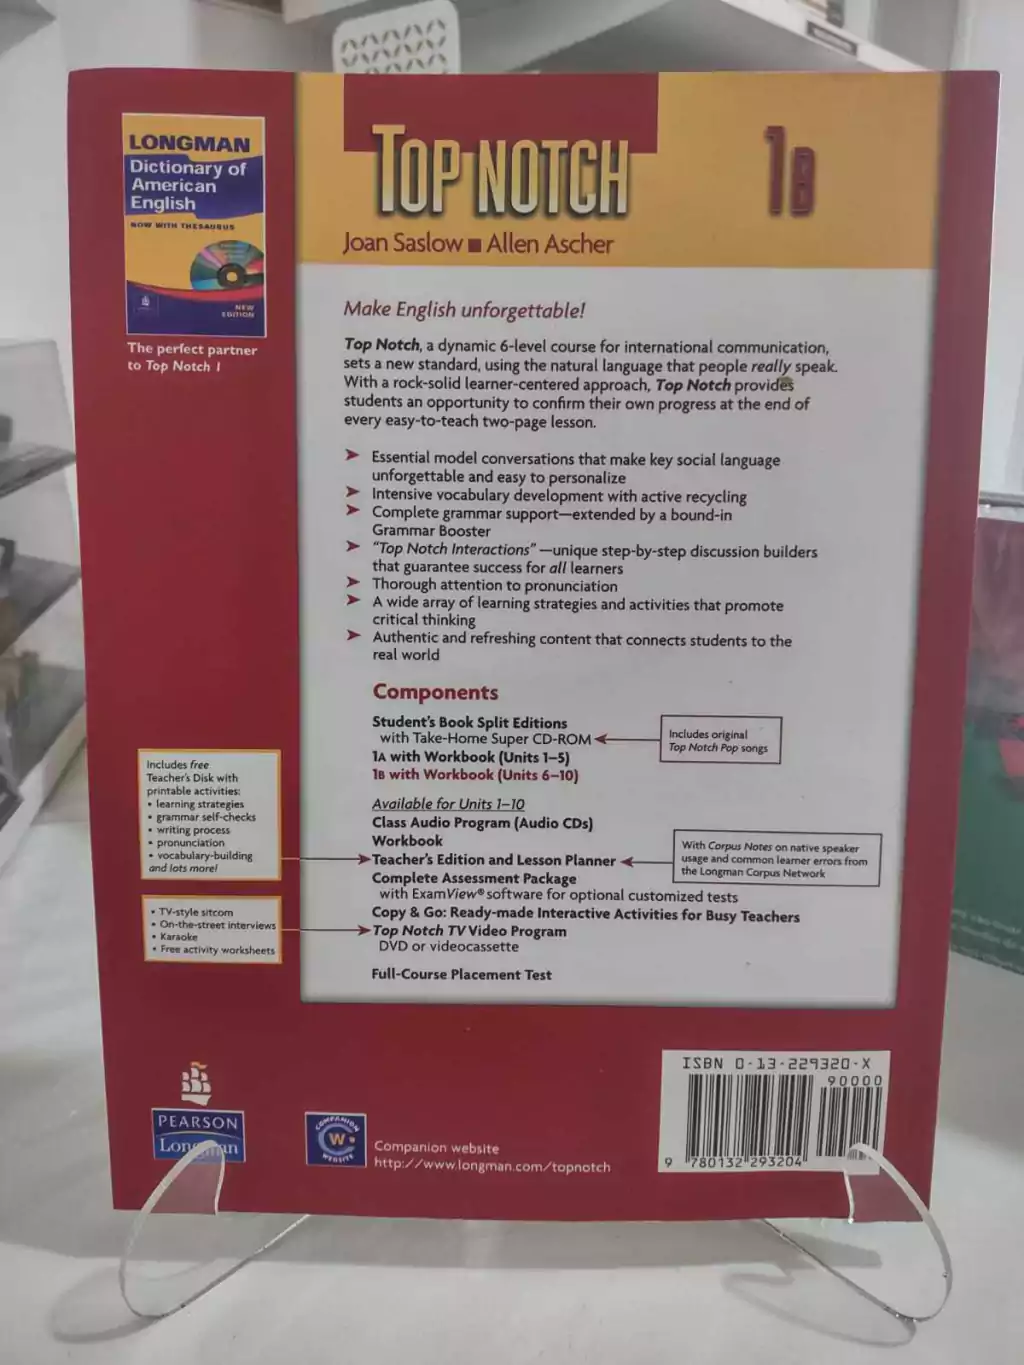 LONGMAN
Dictionary of
American
English
NOW WITH THESAURUS
NEW
EDITION
The perfect partner
to Top Notch 1
TOP NOTCH
1B
Joan Saslow ■ Allen Ascher
Make English unforgettable!
Top Notch, a dynamic 6-level course for international communication,
sets a new standard, using the natural language that people really speak.
With a rock-solid learner-centered approach, Top Notch provides
students an opportunity to confirm their own progress at the end of
every easy-to-teach two-page lesson.
➤ Essential model conversations that make key social language
unforgettable and easy to personalize
➤ Intensive vocabulary development with active recycling
➤ Complete grammar support—extended by a bound-in
Grammar Booster
➤ "Top Notch Interactions"—unique step-by-step discussion builders
that guarantee success for all learners
➤ Thorough attention to pronunciation
➤ A wide array of learning strategies and activities that promote
critical thinking
➤ Authentic and refreshing content that connects students to the
real world
Components
Student's Book Split Editions
with Take-Home Super CD-ROM
Includes original
Top Notch Pop songs
1A with Workbook (Units 1–5)
1B with Workbook (Units 6–10)
Available for Units 1–10
Class Audio Program (Audio CDs)
Workbook
Teacher's Edition and Lesson Planner
With Corpus Notes on native speaker
usage and common learner errors from
the Longman Corpus Network
Complete Assessment Package
with ExamView® software for optional customized tests
Copy & Go: Ready-made Interactive Activities for Busy Teachers
Top Notch TV Video Program
DVD or videocassette
Full-Course Placement Test
Includes free
Teacher's Disk with
printable activities:
• learning strategies
• grammar self-checks
• writing process
• pronunciation
• vocabulary-building
and lots more!
• TV-style sitcom
• On-the-street interviews
• Karaoke
• Free activity worksheets
PEARSON
Longman
COMPANION
W
WEBSITE
Companion website
http://www.longman.com/topnotch
ISBN 0-13-229320-X
90000
9 780132 293204